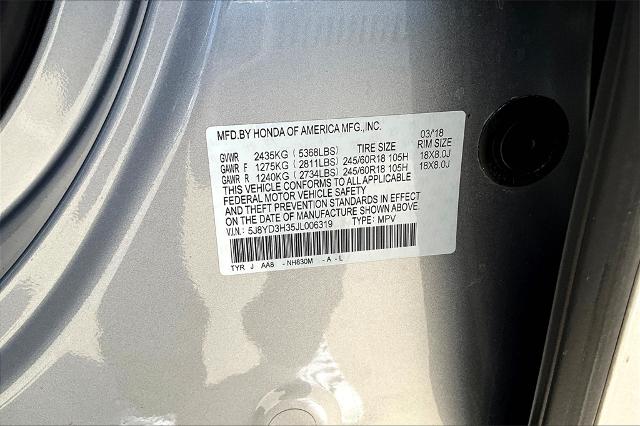 MFD.BY HONDA OF AMERICA MFG.,INC. 03/18
TIRE SIZE RIM SIZE
GVWR 2435KG ( 5368LBS)
GAWR F 1275KG ( 2811LBS) 245/60R18 105H 18X8.0J
GAWR R 1240KG ( 2734LBS) 245/60R18 105H 18X8.0J
THIS VEHICLE CONFORMS TO ALL APPLICABLE
FEDERAL MOTOR VEHICLE SAFETY
AND THEFT PREVENTION STANDARDS IN EFFECT
ON THE DATE OF MANUFACTURE SHOWN ABOVE.
V.I.N.: 5J8YD3H35JL006319 TYPE: MPV
TYR J AA8 - NH830M - A - L